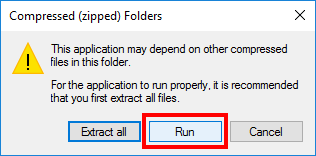 Compressed (zipped) Folders
This application may depend on other compressed
files in this folder.
For the application to run properly, it is recommended
that you first extract all files.
Extract all Run Cancel